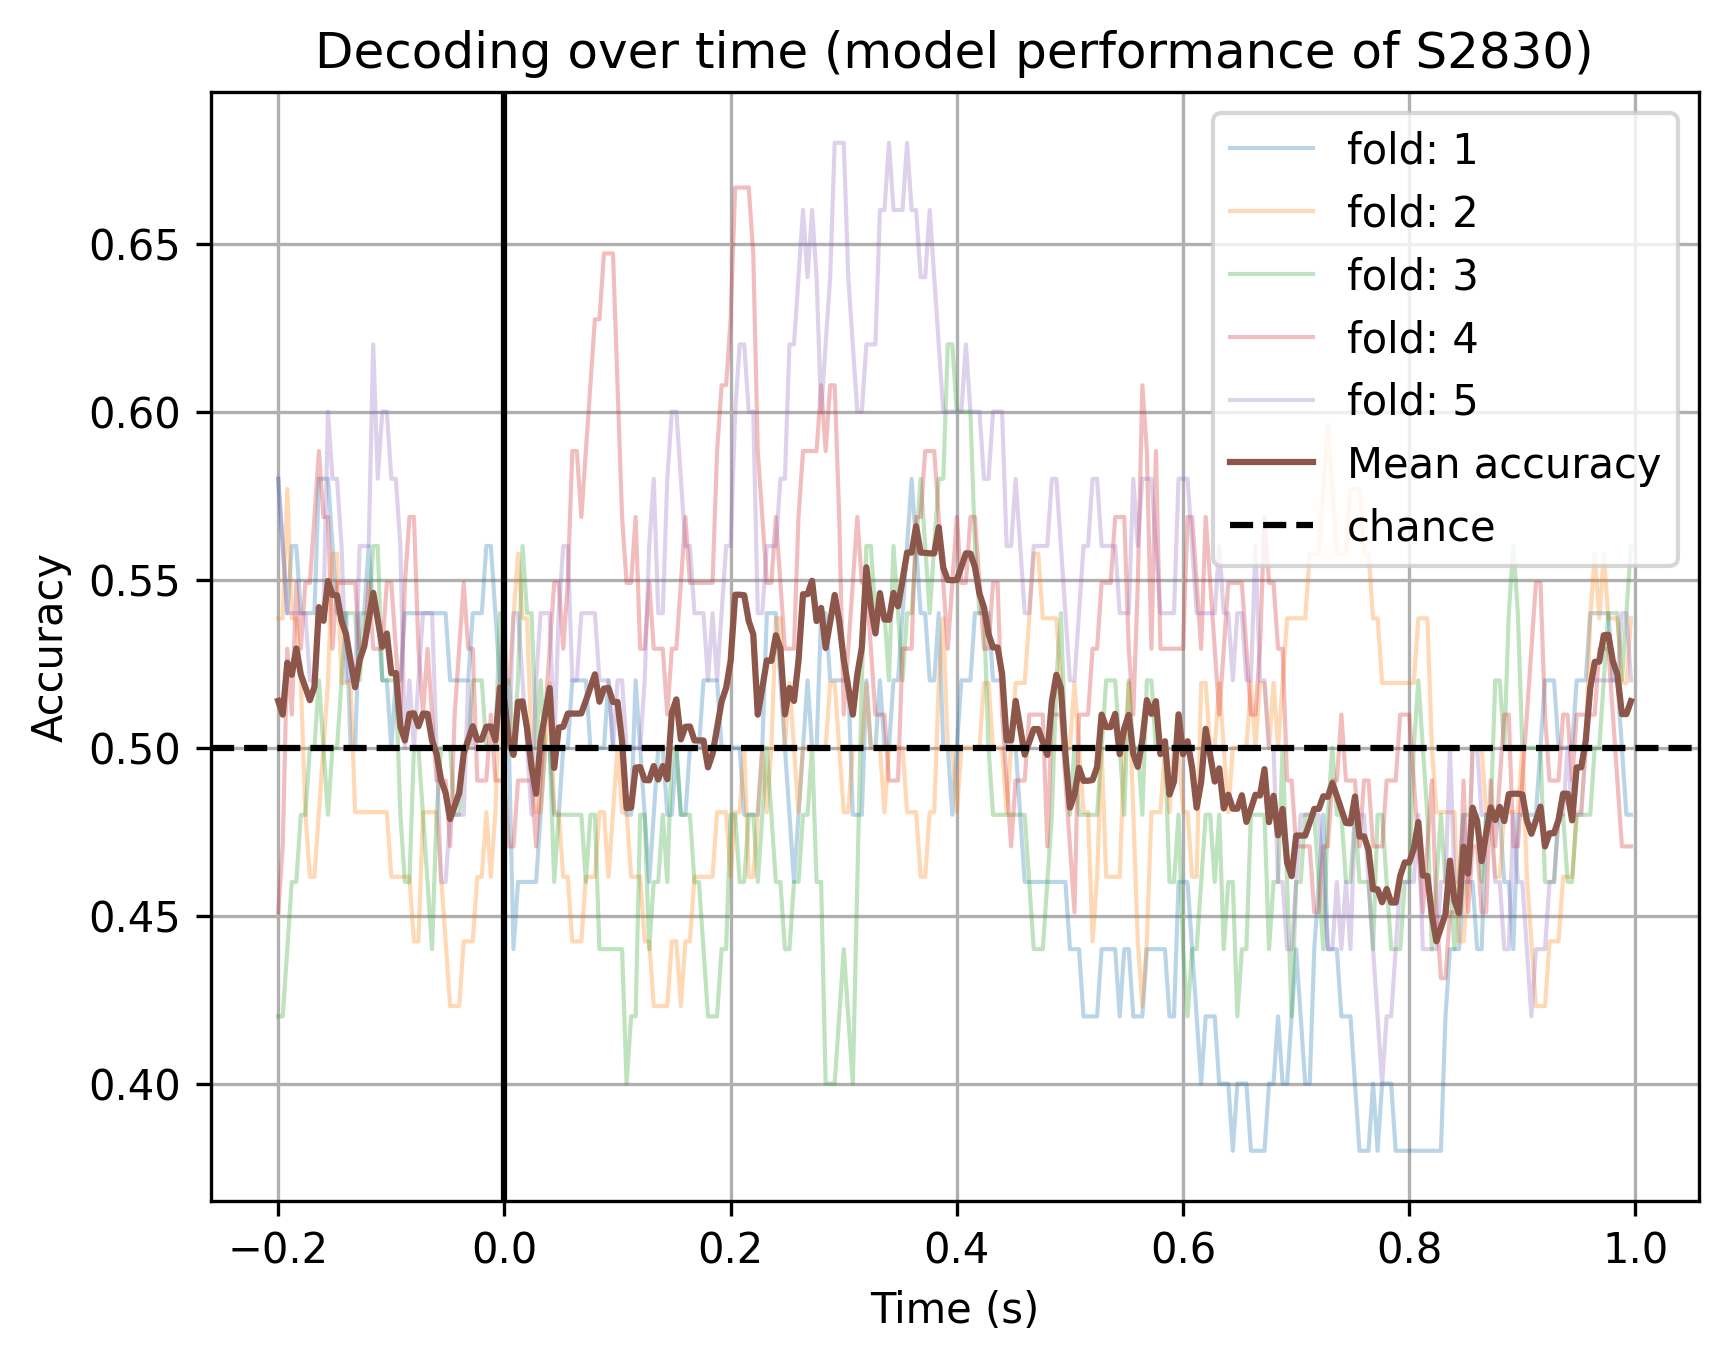 Decoding over time (model performance of S2830)
fold: 1
fold: 2
fold: 3
fold: 4
fold: 5
Mean accuracy
chance
Accuracy
0.65
0.60
0.55
0.50
0.45
0.40
−0.2 0.0 0.2 0.4 0.6 0.8 1.0
Time (s)